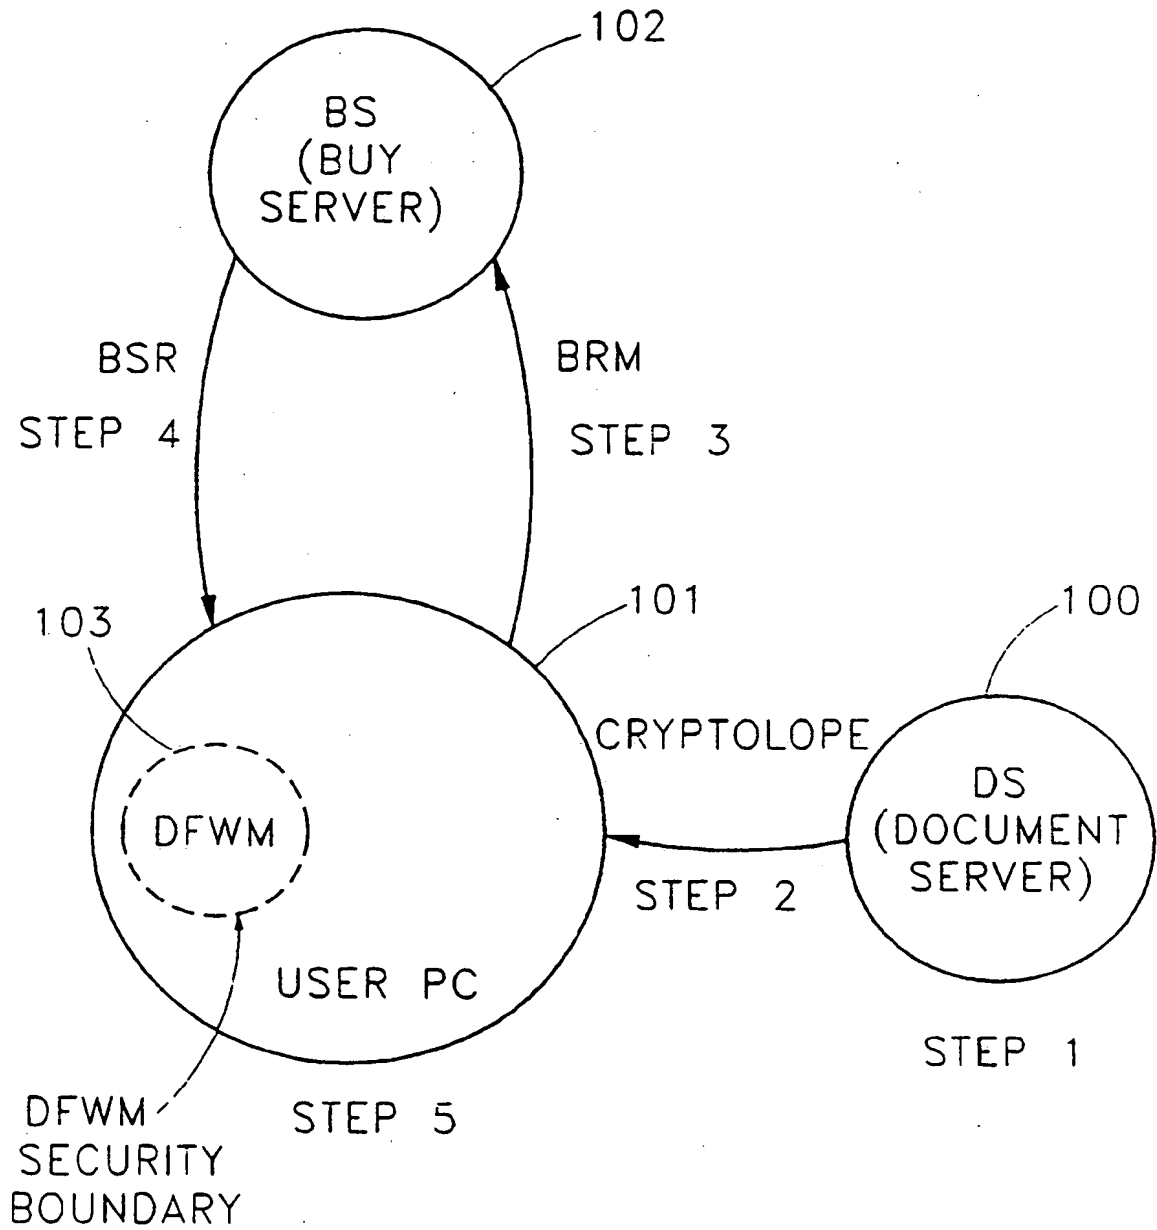 102
BS
(BUY
SERVER)
BSR
BRM
STEP 4
STEP 3
103
101
100
CRYPTOLOPE
DS
(DOCUMENT
SERVER)
DFWM
STEP 2
USER PC
STEP 1
DFWM
SECURITY
BOUNDARY
STEP 5